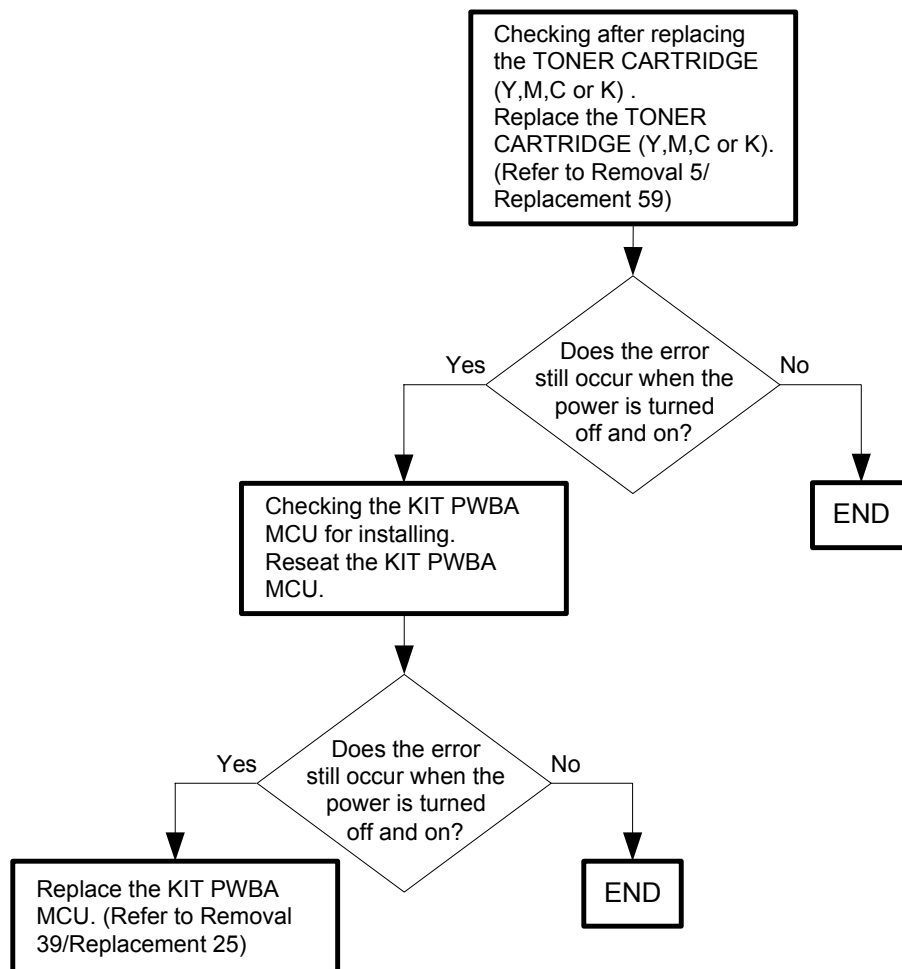 Checking after replacing
the TONER CARTRIDGE
(Y,M,C or K) .
Replace the TONER
CARTRIDGE (Y,M,C or K).
(Refer to Removal 5/
Replacement 59)
Does the error
still occur when the
power is turned
off and on?
Yes
No
Checking the KIT PWBA
MCU for installing.
Reseat the KIT PWBA
MCU.
END
Does the error
still occur when the
power is turned
off and on?
Yes
No
Replace the KIT PWBA
MCU. (Refer to Removal
39/Replacement 25)
END